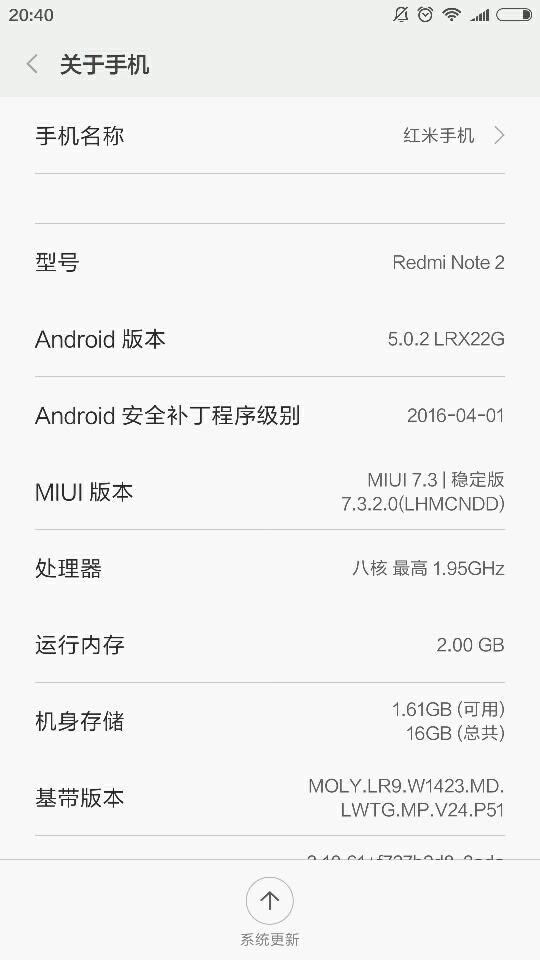 20:40
关于手机
手机名称 红米手机
型号 Redmi Note 2
Android 版本 5.0.2 LRX22G
Android 安全补丁程序级别 2016-04-01
MIUI 版本 MIUI 7.3 | 稳定版
7.3.2.0(LHMCNDD)
处理器 八核 最高 1.95GHz
运行内存 2.00 GB
机身存储 1.61GB (可用)
16GB (总共)
基带版本 MOLY.LR9.W1423.MD.
LWTG.MP.V24.P51
系统更新